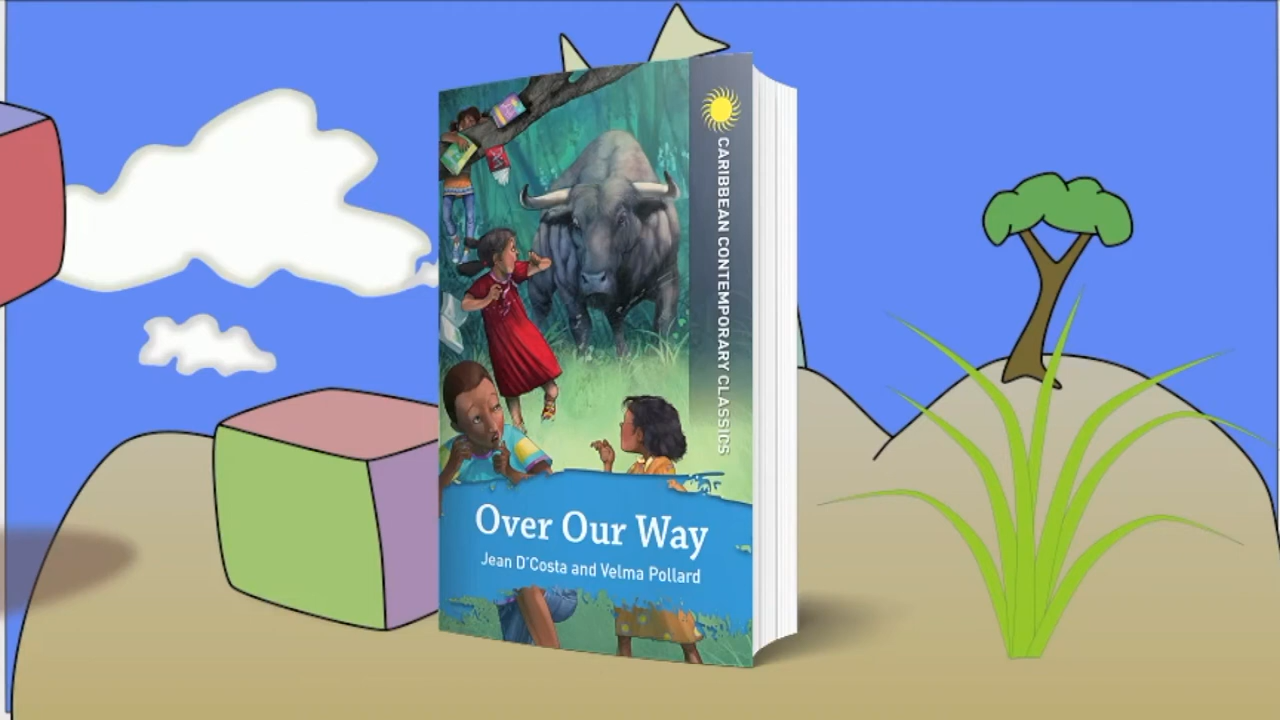 CARIBBEAN CONTEMPORARY CLASSICS
Over Our Way
Jean D'Costa and Velma Pollard